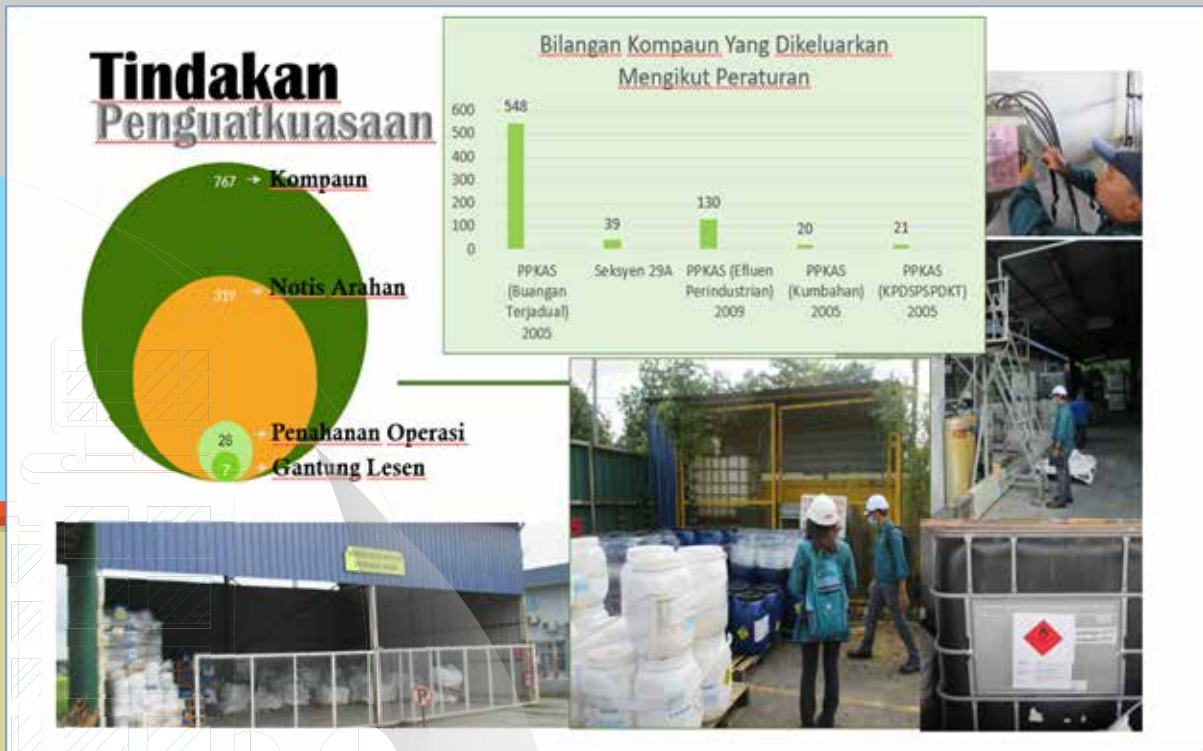 Tindakan
Penguatkuasaan
767 → Kompaun
319 → Notis Arahan
26 → Penahanan Operasi
7 → Gantung Lesen
Bilangan Kompaun Yang Dikeluarkan
Mengikut Peraturan
600
500
400
300
200
100
0
548
39
130
20
21
PPKAS
(Buangan
Terjadual)
2005
Seksyen 29A
PPKAS (Efluen
Perindustrian)
2009
PPKAS
(Kumbahan)
2005
PPKAS
(KPDSPSPDKT)
2005